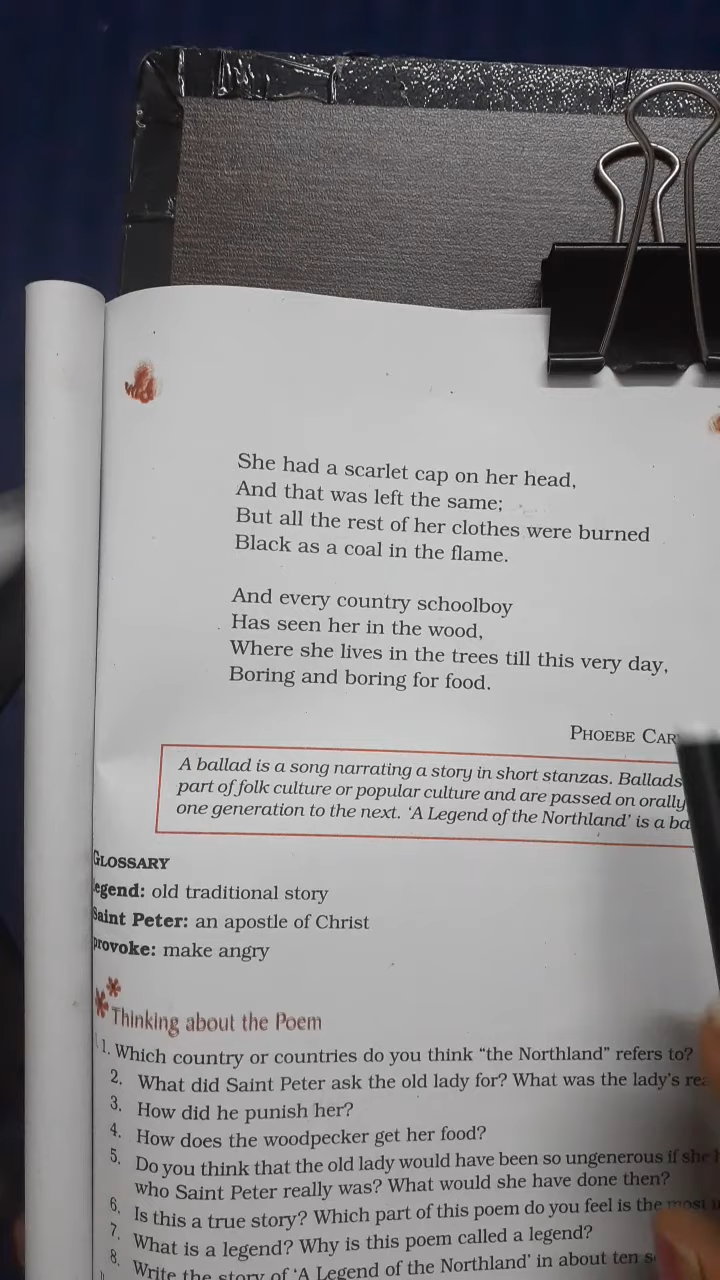 She had a scarlet cap on her head,
And that was left the same;
But all the rest of her clothes were burned
Black as a coal in the flame.
And every country schoolboy
Has seen her in the wood,
Where she lives in the trees till this very day,
Boring and boring for food.
PHOEBE
A ballad is a song narrating a story in short stanzas. Ballads
part of folk culture or popular culture and are passed on orally
one generation to the next. 'A Legend of the Northland' is a
GLOSSARY
egend: old traditional story
Saint Peter: an apostle of Christ
provoke: make angry
Thinking about the Poem
1. Which country or countries do you think “the Northland” refers to?
2. What did Saint Peter ask the old lady for? What was the lady's
3. How did he punish her?
4. How does the woodpecker get her food?
5. Do you think that the old lady would have been so ungenerous if she
who Saint Peter really was? What would she have done then?
6. Is this a true story? Which part of this poem do you feel is the most
7. What is a legend? Why is this poem called a legend?
8. Write the story of 'A Legend of the Northland' in about ten